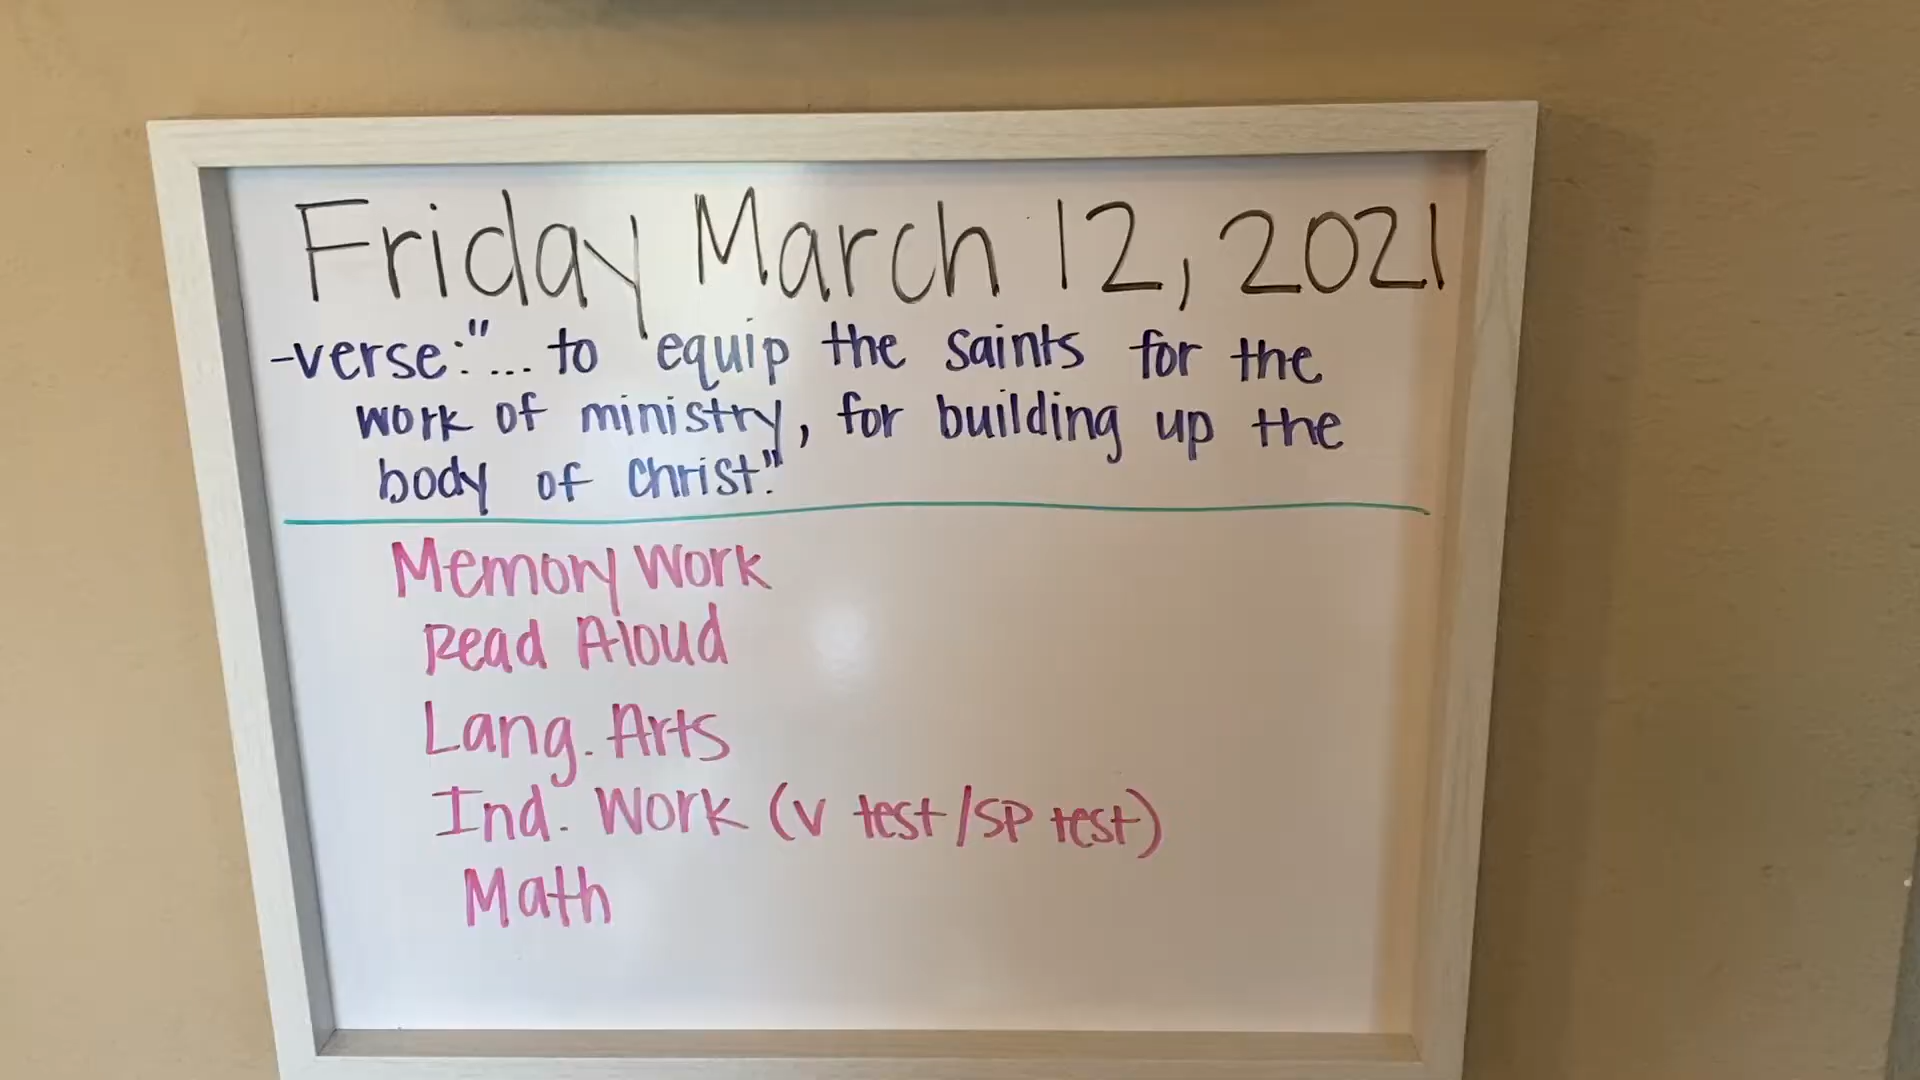 Friday March 12, 2021
-verse:"... to equip the saints for the
work of ministry, for building up the
body of Christ."
Memory Work
Read Aloud
Lang. Arts
Ind. Work (V test/SP test)
Math